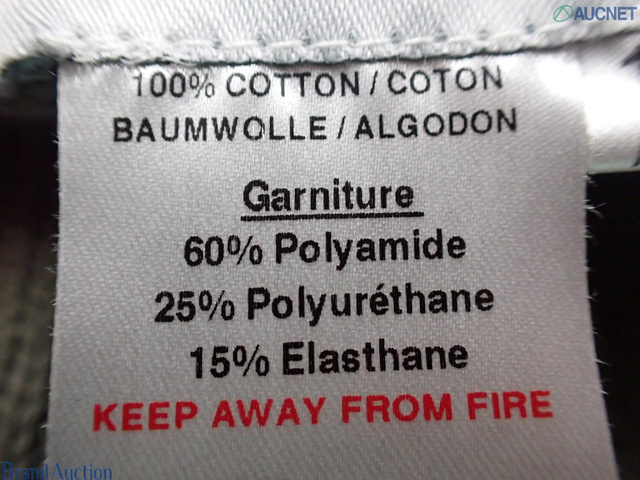 AUCNET
100% COTTON / COTON
BAUMWOLLE / ALGODON
Garniture
60% Polyamide
25% Polyuréthane
15% Elasthane
KEEP AWAY FROM FIRE
Brand Auction